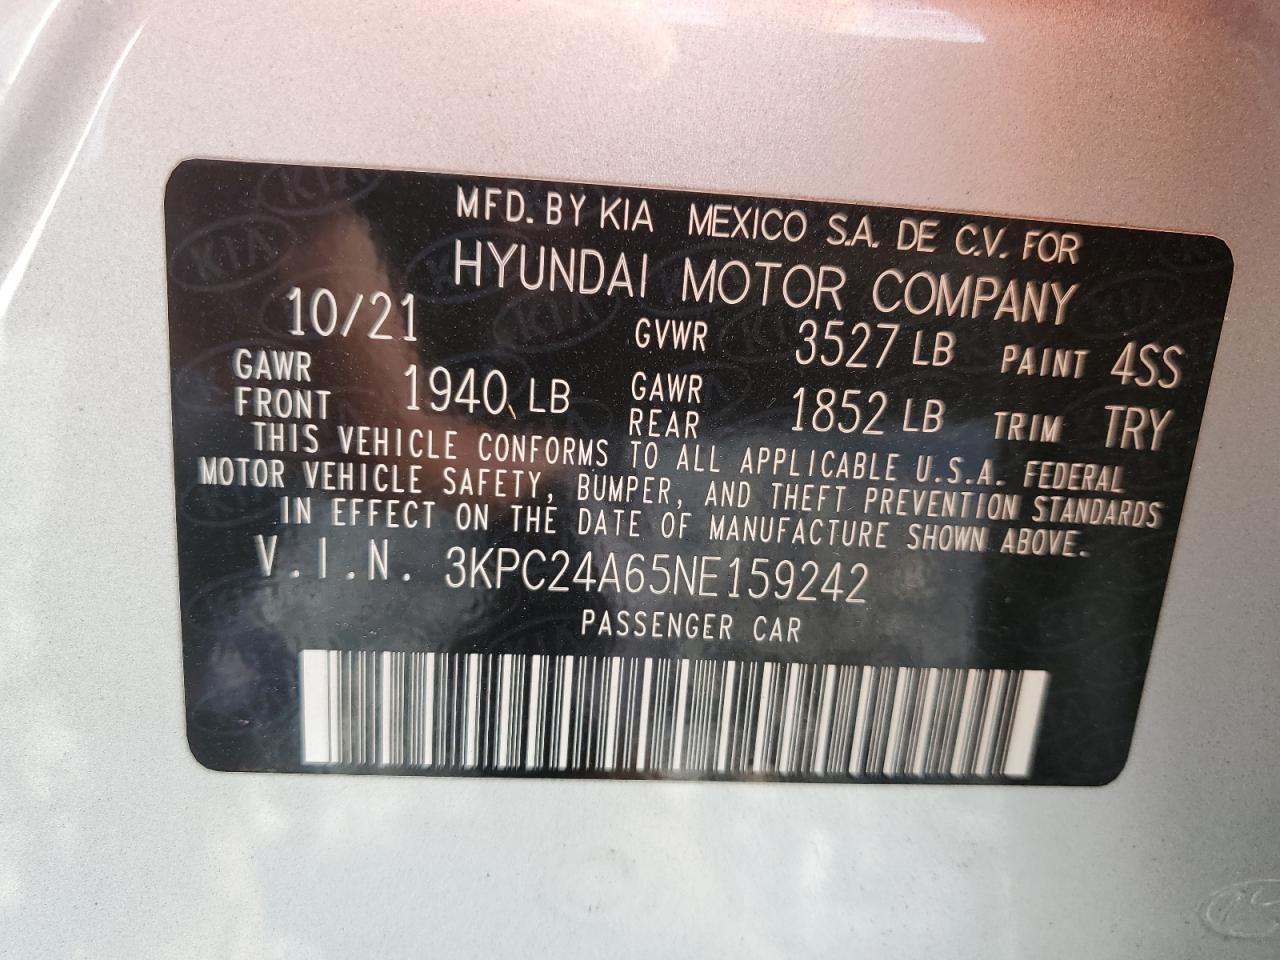 MFD. BY KIA MEXICO S.A. DE C.V. FOR
HYUNDAI MOTOR COMPANY
10/21 GVWR 3527 LB PAINT 4SS
GAWR FRONT 1940 LB GAWR REAR 1852 LB TRIM TRY
THIS VEHICLE CONFORMS TO ALL APPLICABLE U.S.A. FEDERAL
MOTOR VEHICLE SAFETY, BUMPER, AND THEFT PREVENTION STANDARDS
IN EFFECT ON THE DATE OF MANUFACTURE SHOWN ABOVE.
V.I.N. 3KPC24A65NE159242
PASSENGER CAR